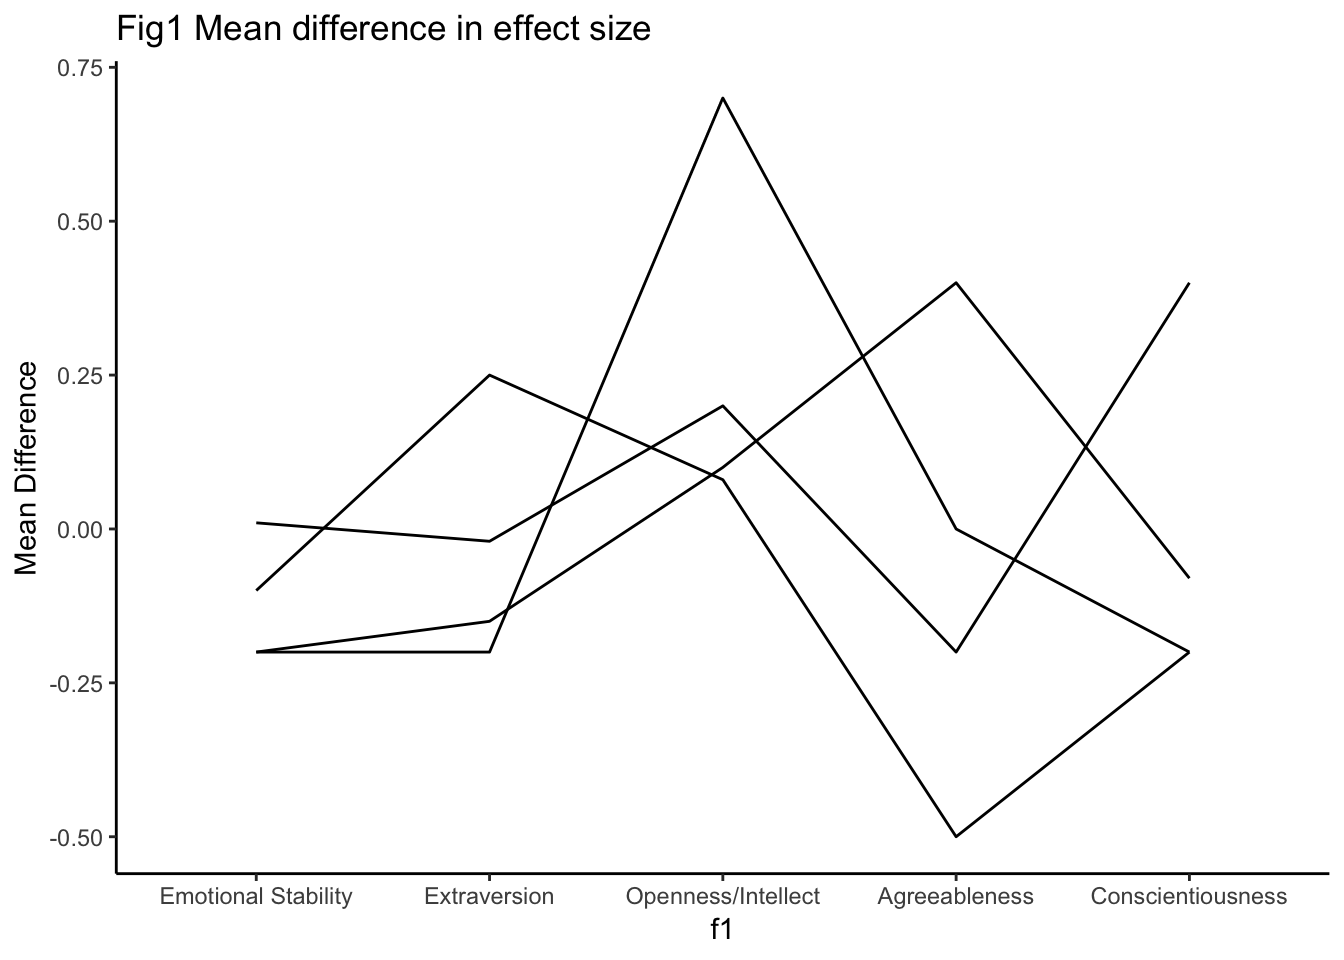 Fig1 Mean difference in effect size
0.75
0.50
0.25
0.00
-0.25
-0.50
Mean Difference
Emotional Stability
Extraversion
Openness/Intellect
Agreeableness
Conscientiousness
f1